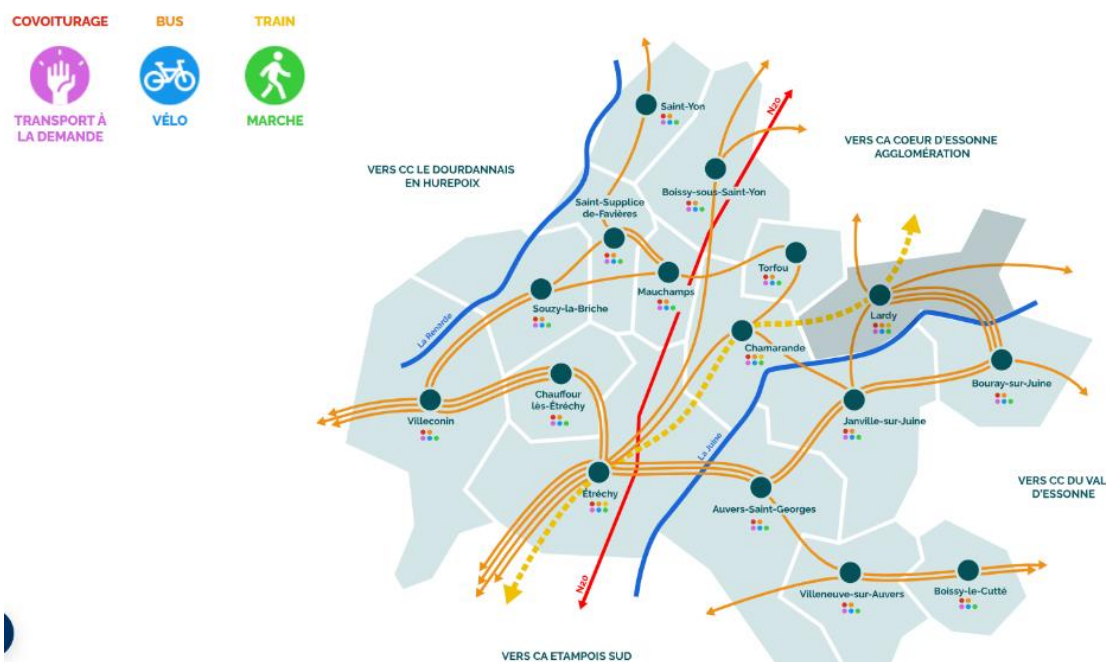 COVOITURAGE
BUS
TRAIN
TRANSPORT À
LA DEMANDE
VÉLO
MARCHE
Saint-Yon
N20
VERS CA COEUR D'ESSONNE
AGGLOMÉRATION
VERS CC LE DOURDANNAIS
EN HUREPOIX
Boissy-sous-Saint-Yon
Saint-Supplice
de-Favières
Torfou
Mauchamps
Souzy-la-Briche
Lardy
La Renarde
Chamarande
Bouray-sur-Juine
Chauffour
lès-Étréchy
Villeconin
Janville-sur-Juine
La Juine
VERS CC DU VAL
D'ESSONNE
Étréchy
Auvers-Saint-Georges
N20
Villeneuve-sur-Auvers
Boissy-le-Cutté
VERS CA ETAMPOIS SUD